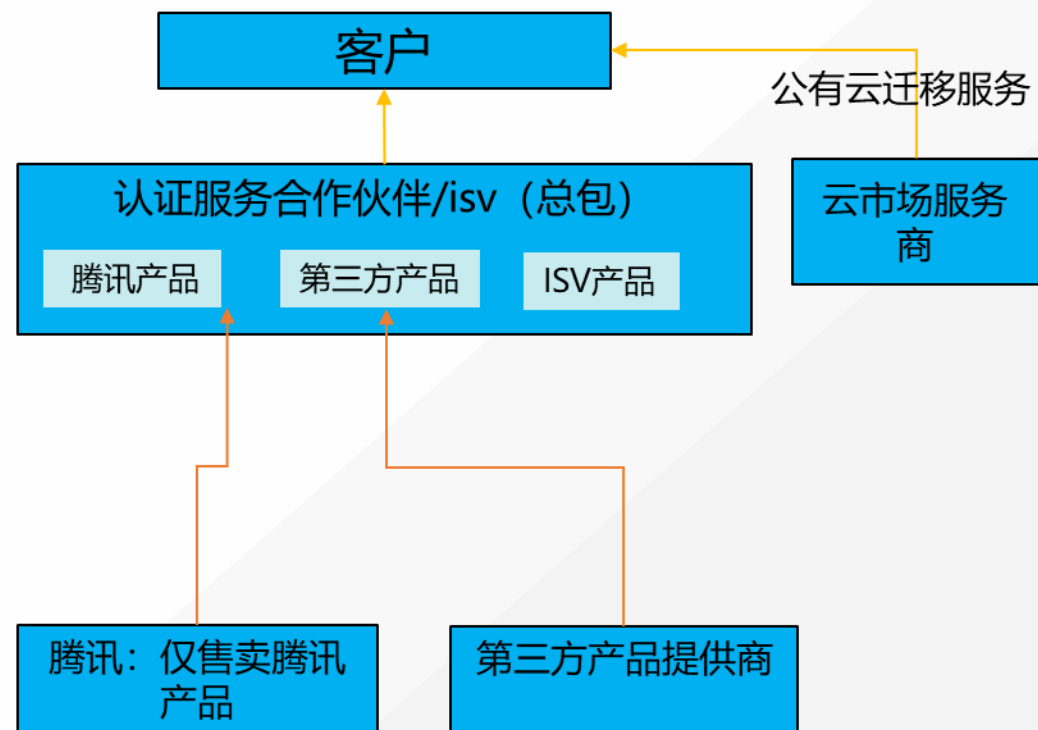 客户
公有云迁移服务
认证服务合作伙伴/isv（总包）
云市场服务
商
腾讯产品
第三方产品
ISV产品
腾讯：仅售卖腾讯
产品
第三方产品提供商